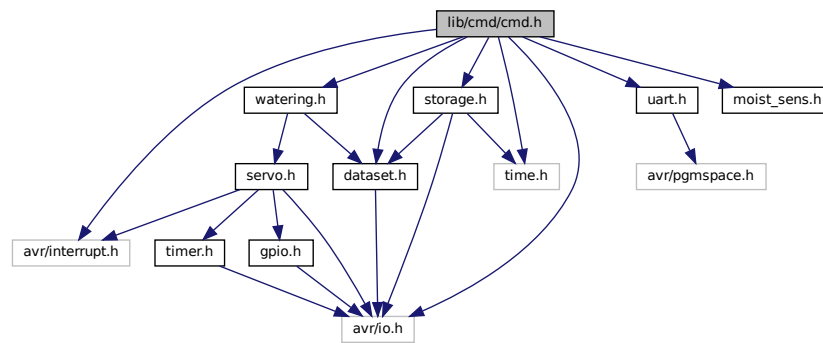 lib/cmd/cmd.h
watering.h
storage.h
uart.h
moist_sens.h
servo.h
dataset.h
time.h
avr/pgmspace.h
avr/interrupt.h
timer.h
gpio.h
avr/io.h